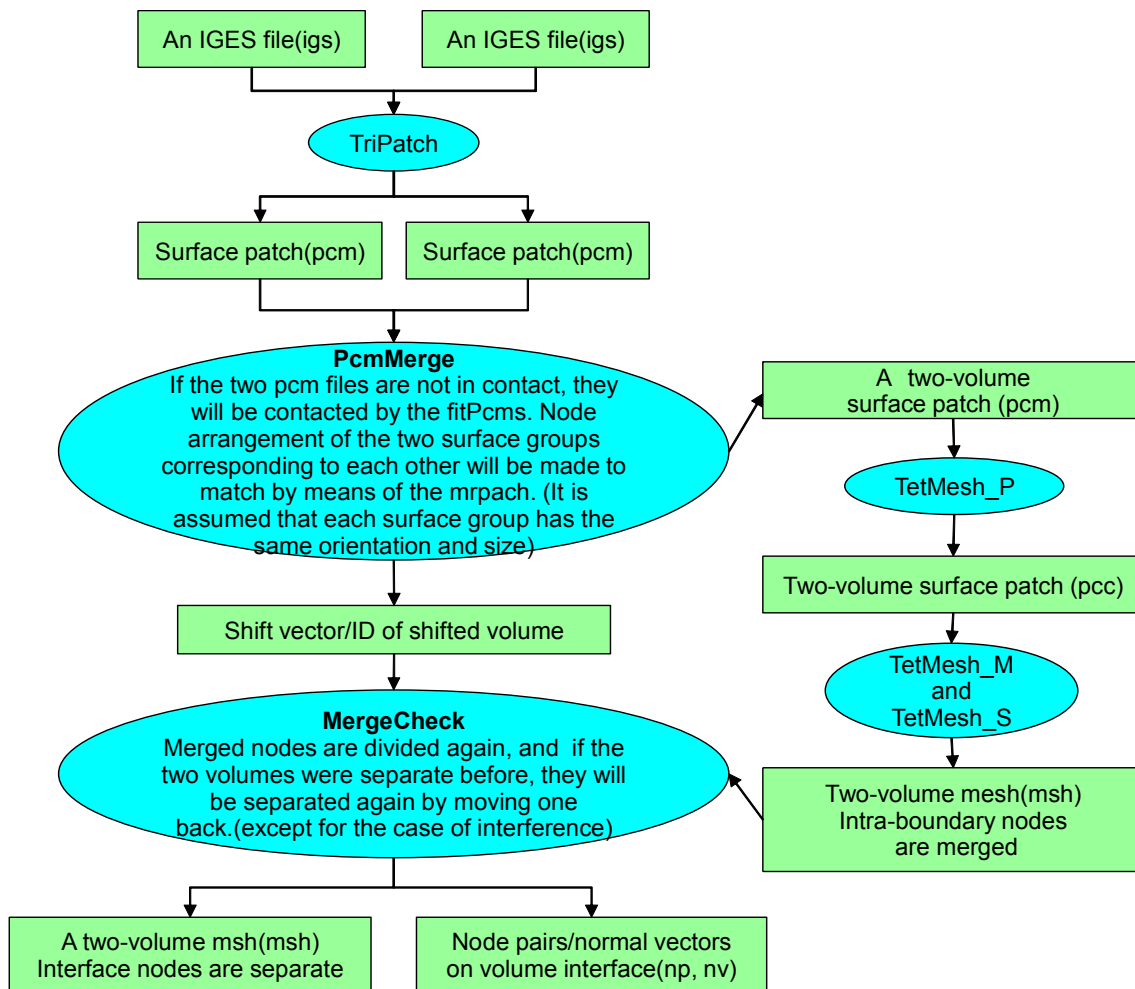 An IGES file(igs)
An IGES file(igs)
TriPatch
Surface patch(pcm)
Surface patch(pcm)
PcmMerge
If the two pcm files are not in contact, they
will be contacted by the fitPcms. Node
arrangement of the two surface groups
corresponding to each other will be made to
match by means of the mrpach. (It is
assumed that each surface group has the
same orientation and size)
A two-volume
surface patch (pcm)
TetMesh_P
Two-volume surface patch (pcc)
TetMesh_M
and
TetMesh_S
Two-volume mesh(msh)
Intra-boundary nodes
are merged
Shift vector/ID of shifted volume
MergeCheck
Merged nodes are divided again, and if the
two volumes were separate before, they will
be separated again by moving one
back.(except for the case of interference)
A two-volume msh(msh)
Interface nodes are separate
Node pairs/normal vectors
on volume interface(np, nv)